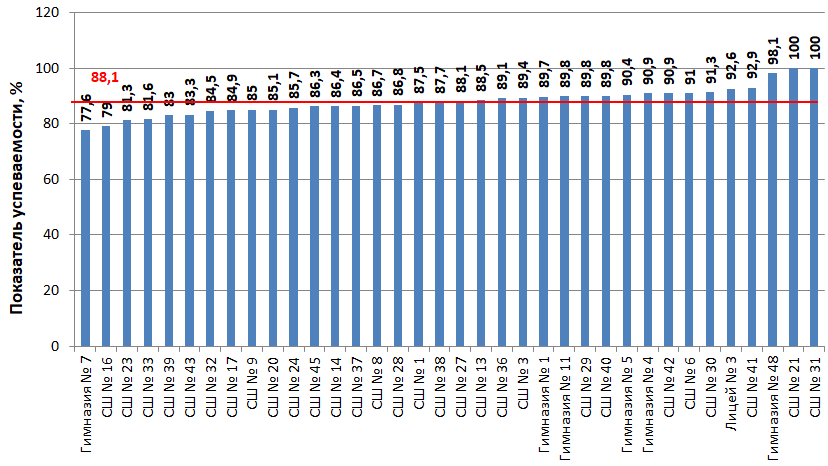 Показатель успеваемости, %
120
100
80
60
40
20
0
88,1
77,6
79
81,3
81,6
83
83,3
84,5
84,9
85
85,1
85,7
86,3
86,4
86,5
86,7
86,8
87,5
87,7
88,1
88,5
89,1
89,4
89,7
89,8
89,8
89,8
90,4
90,9
90,9
91
91,3
92,6
92,9
98,1
100
100
Гимназия № 7
СШ № 16
СШ № 23
СШ № 33
СШ № 39
СШ № 43
СШ № 32
СШ № 17
СШ № 9
СШ № 20
СШ № 24
СШ № 45
СШ № 14
СШ № 37
СШ № 8
СШ № 28
СШ № 1
СШ № 38
СШ № 27
СШ № 13
СШ № 36
СШ № 3
Гимназия № 1
Гимназия № 11
СШ № 29
СШ № 40
Гимназия № 5
Гимназия № 4
СШ № 42
СШ № 6
СШ № 30
Лицей № 3
СШ № 41
Гимназия № 48
СШ № 21
СШ № 31